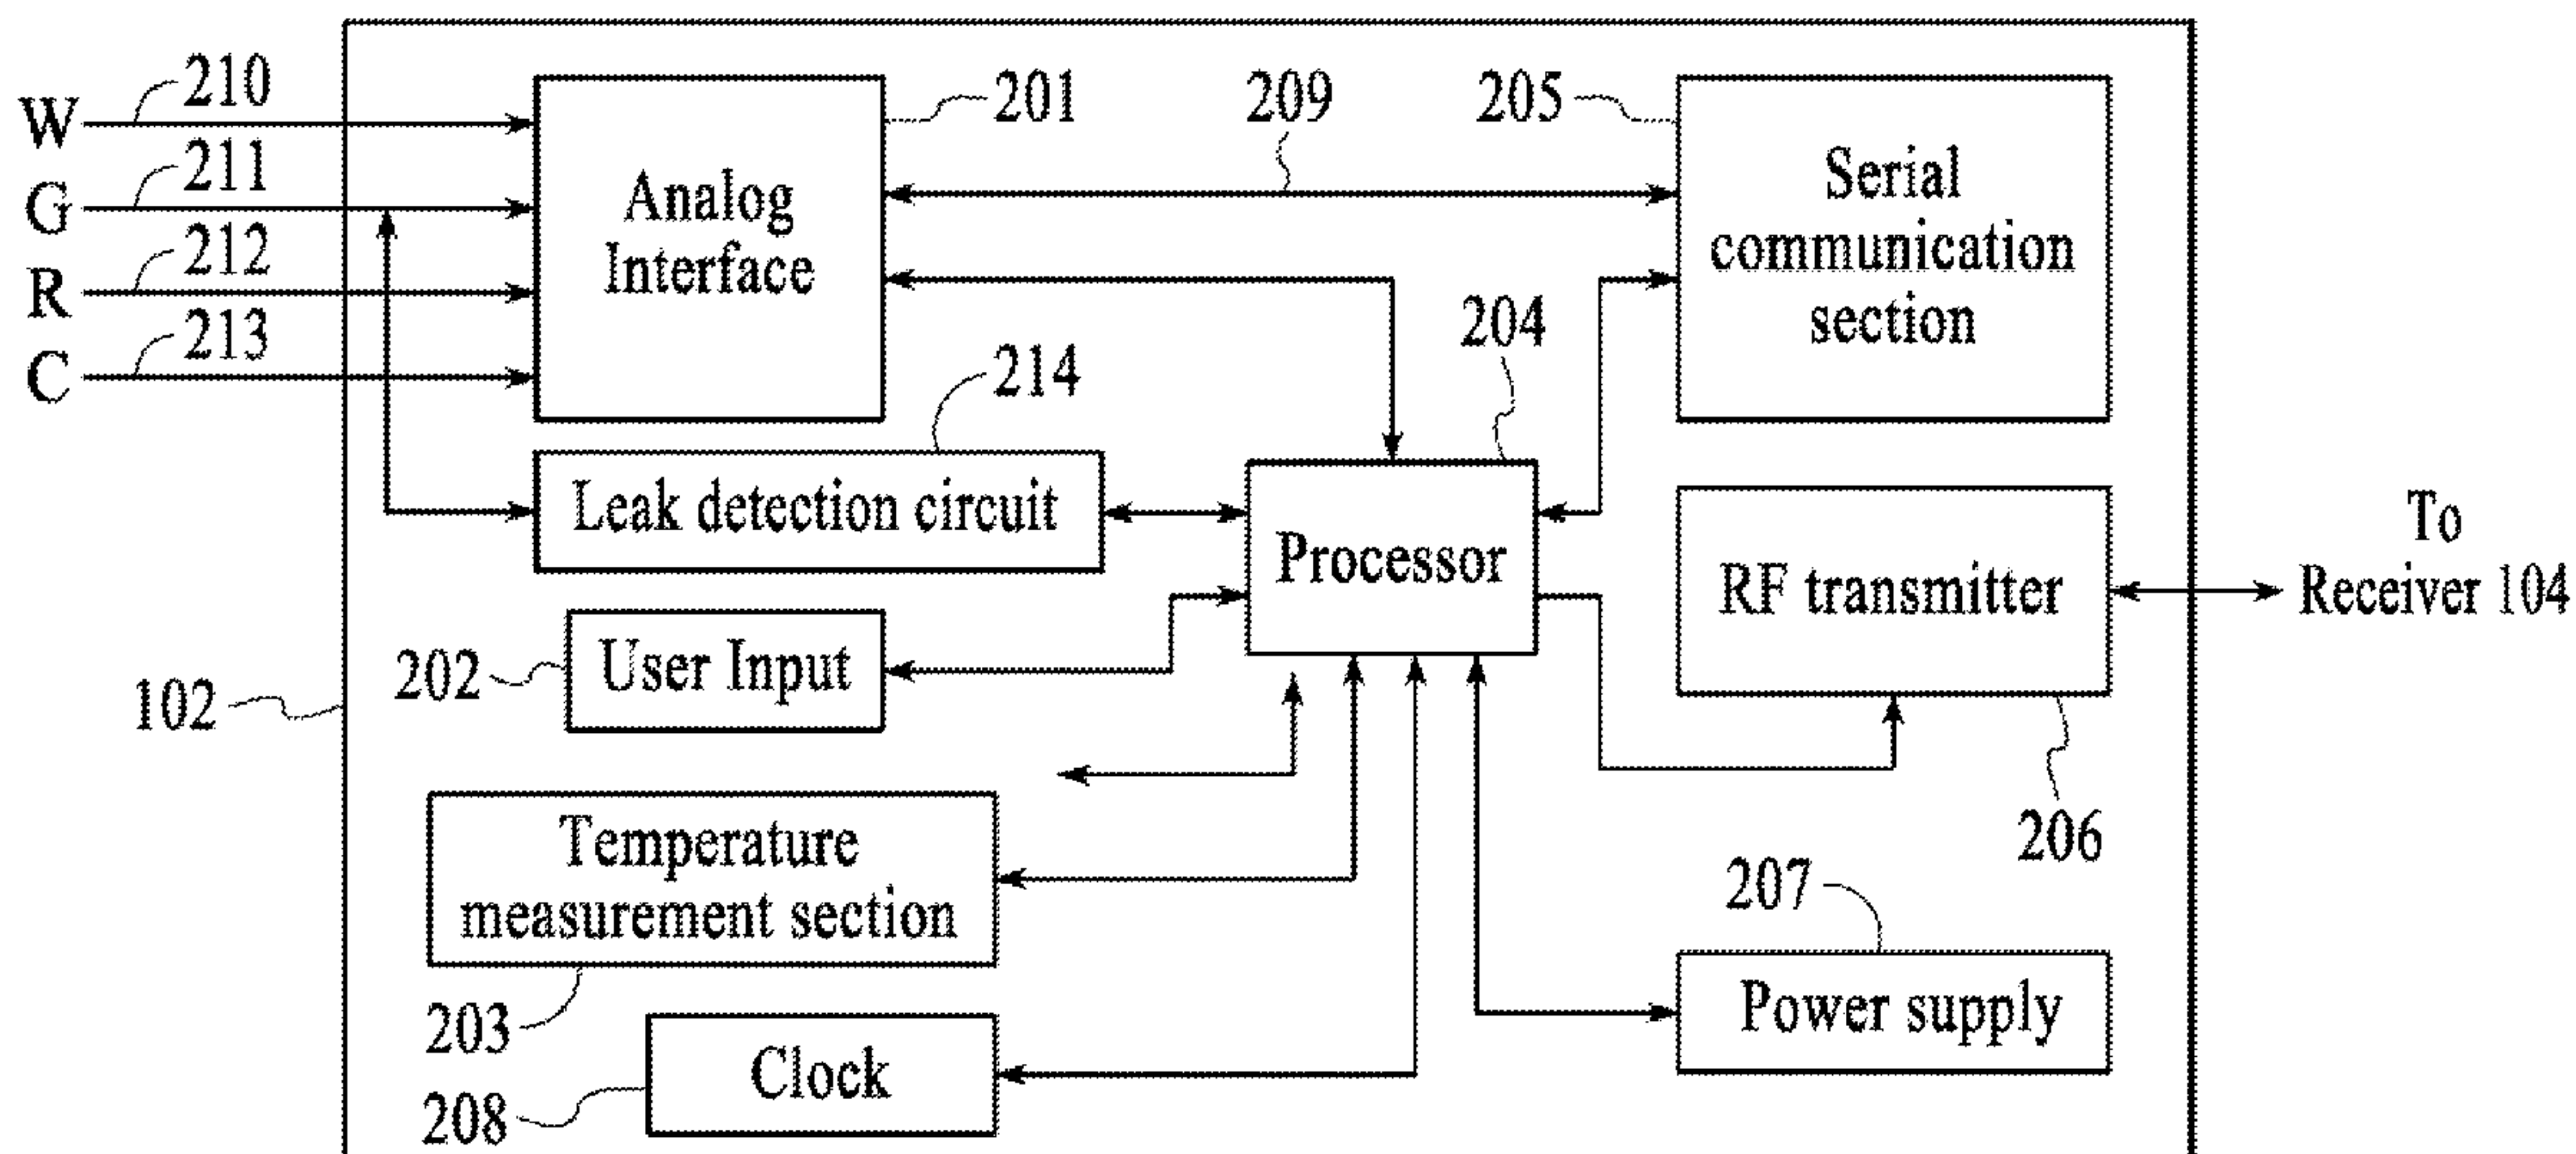 W
210
G
211
R
212
C
213
Analog
Interface
201
209
205
Serial
communication
section
204
214
Leak detection circuit
Processor
RF transmitter
To
Receiver 104
202
User Input
102
206
Temperature
measurement section
203
207
Power supply
Clock
208